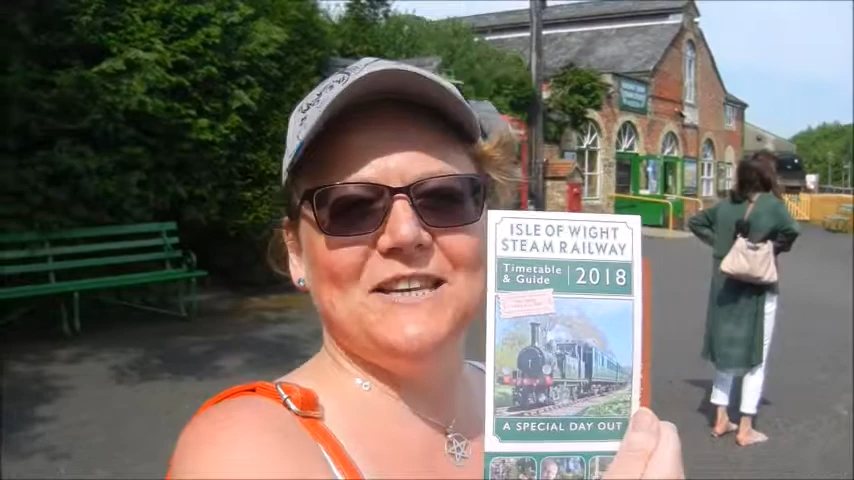 ISLE OF WIGHT
STEAM RAILWAY
Timetable
& Guide
2018
A SPECIAL DAY OUT